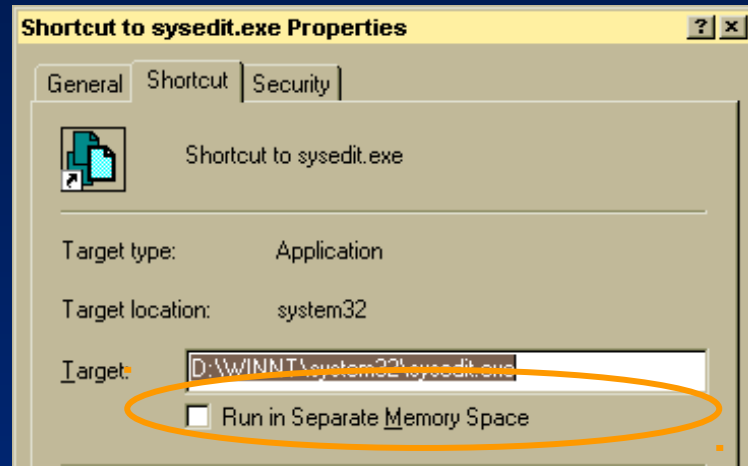 Shortcut to sysedit.exe Properties
General Shortcut Security
Shortcut to sysedit.exe
Target type: Application
Target location: system32
Target: D:\WINNT\system32\sysedit.exe
Run in Separate Memory Space